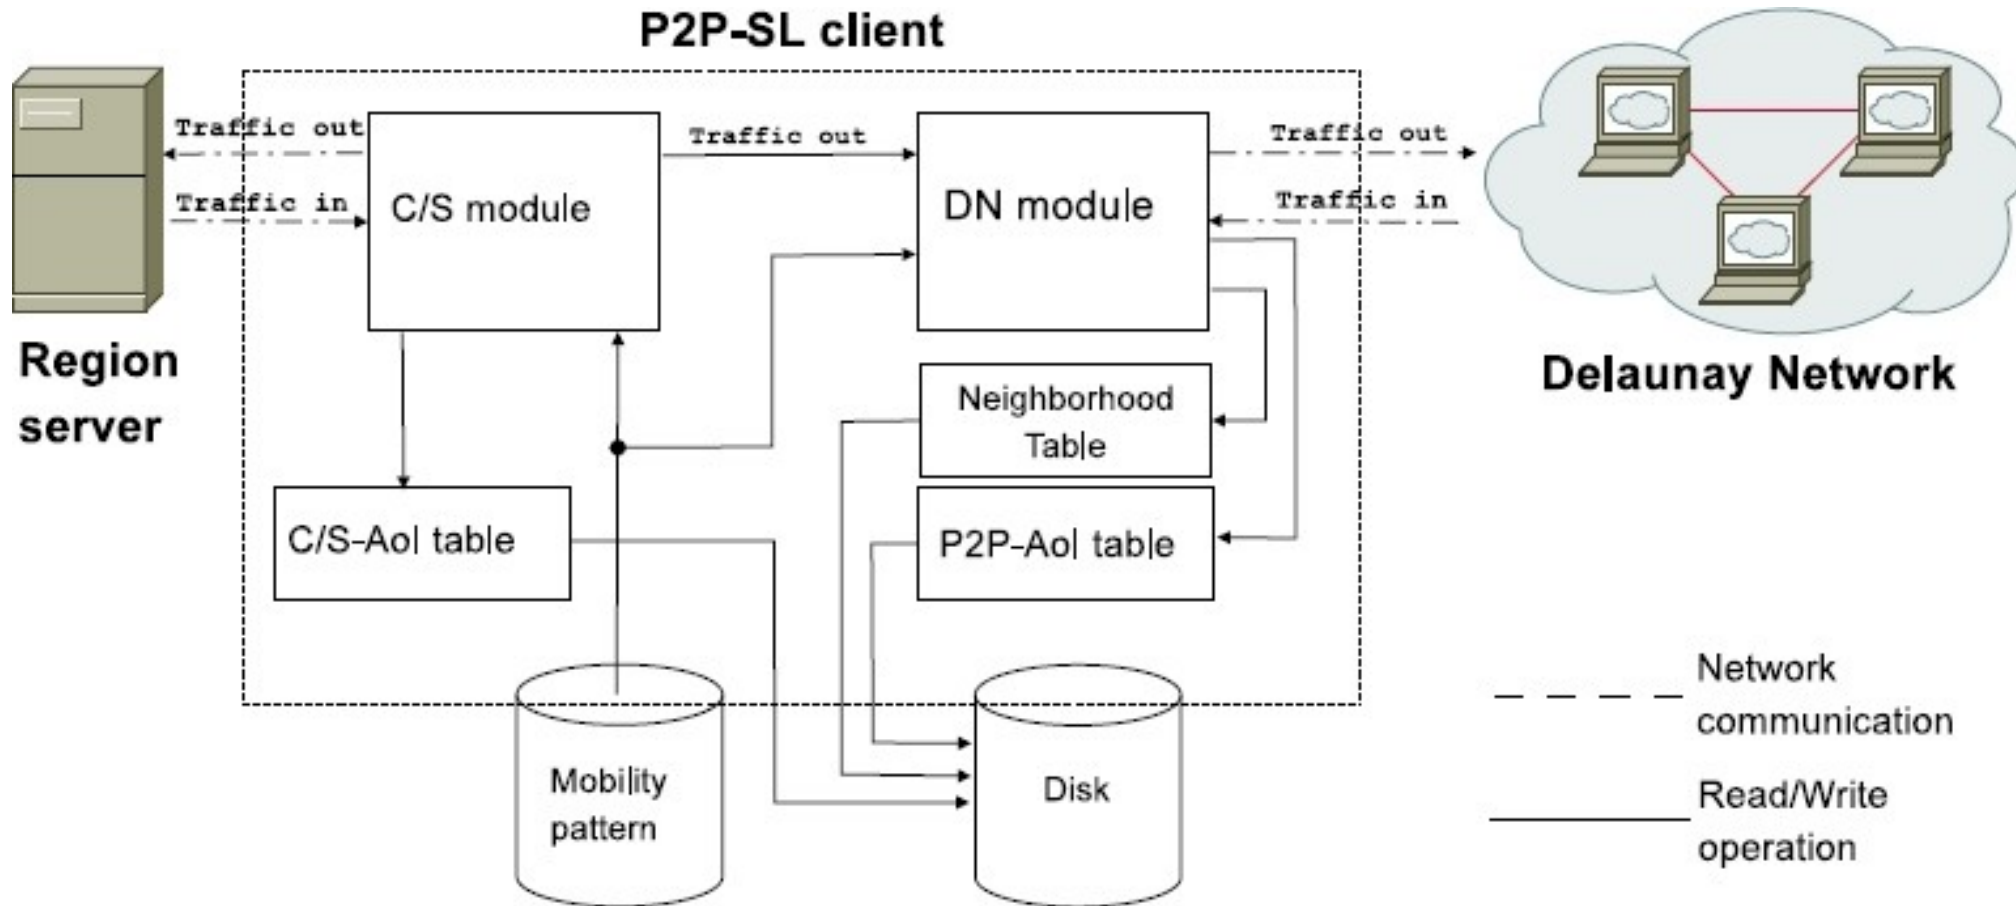 P2P-SL client
Traffic out
Traffic in
Region
server
C/S module
Traffic out
DN module
Traffic out
Traffic in
Delaunay Network
Neighborhood
Table
C/S-AoI table
P2P-AoI table
Mobility
pattern
Disk
Network
communication
Read/Write
operation